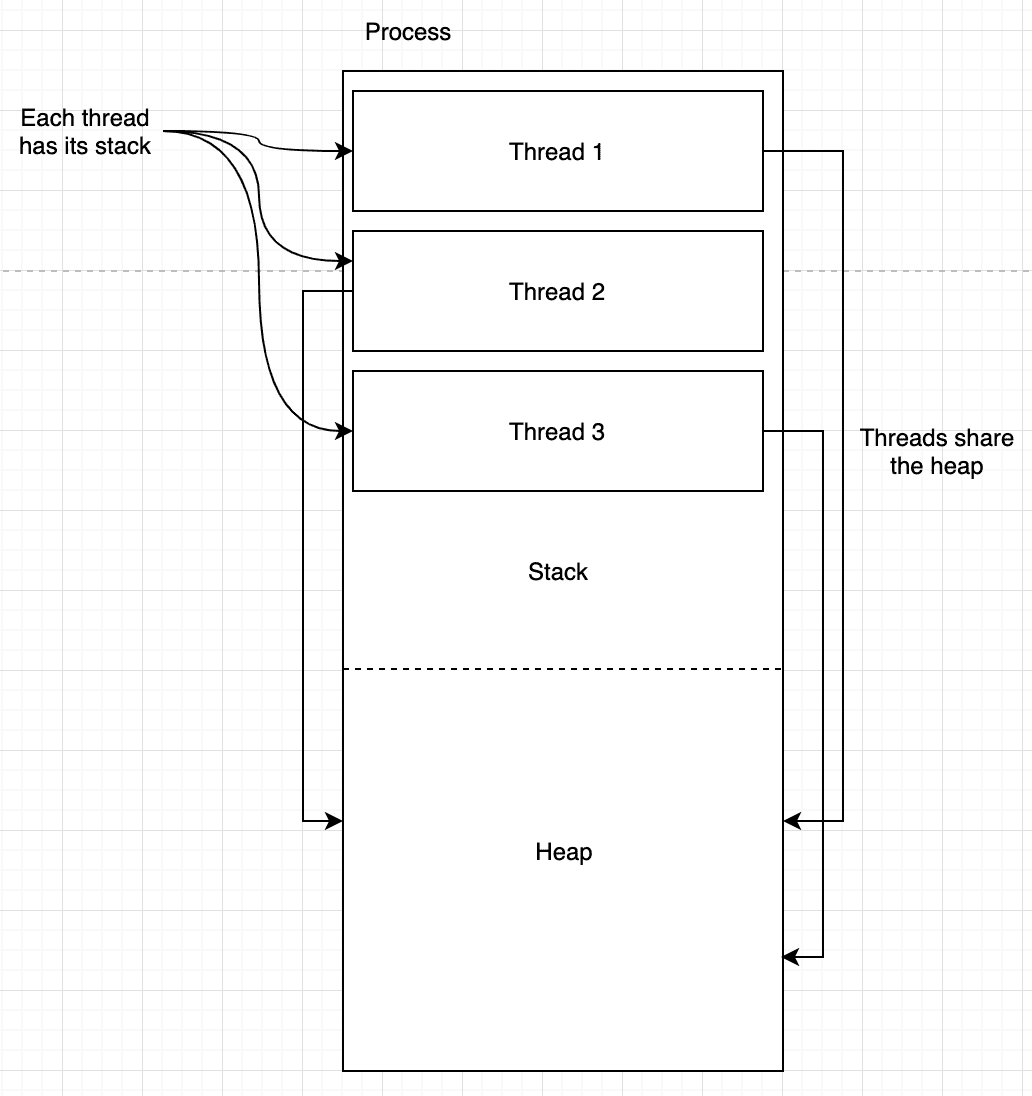 Process
Each thread
has its stack
Thread 1
Thread 2
Thread 3
Threads share
the heap
Stack
Heap